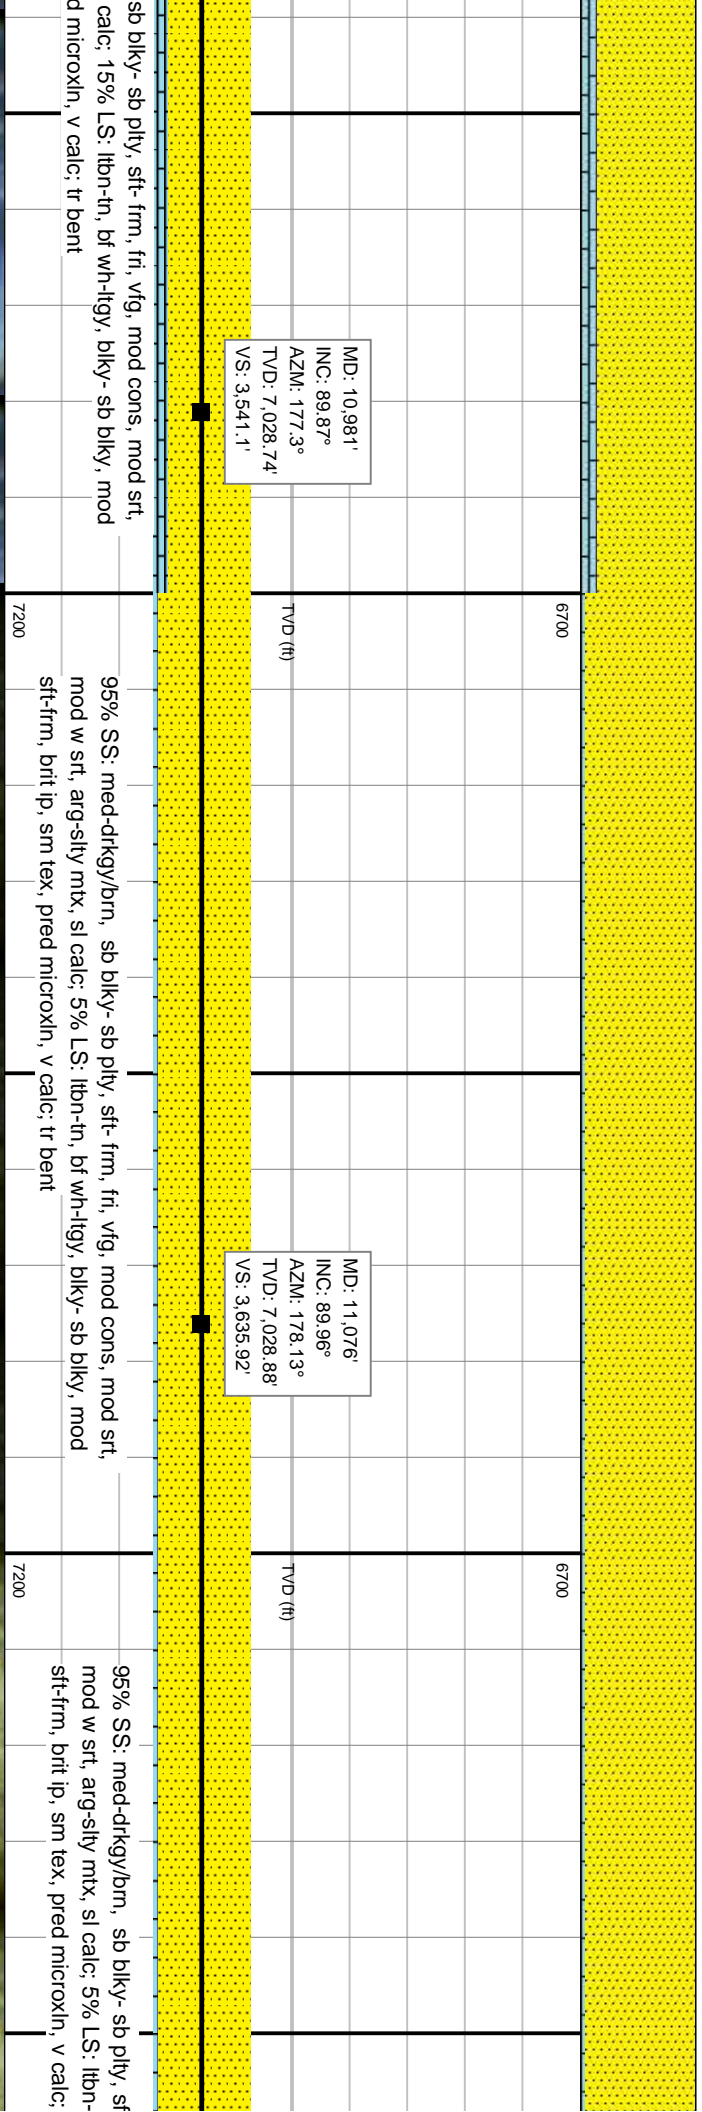 sb blky- sb plty, sft- frm, fri, vfg, mod cons, mod srt,
calc; 15% LS: ltbn-tn, bf wh-ltgy, blky- sb blky, mod
d microxln, v calc; tr bent
MD: 10,981'
INC: 89.87°
AZM: 177.3°
TVD: 7,028.74'
VS: 3,541.1'
6700
TVD (ft)
7200
95% SS: med-drkgy/brn, sb blky- sb plty, sft- frm, fri, vfg, mod cons, mod srt,
mod w srt, arg-slty mtx, sl calc; 5% LS: ltbn-tn, bf wh-ltgy, blky- sb blky, mod
sft-frm, brit ip, sm tex, pred microxln, v calc; tr bent
MD: 11,076'
INC: 89.96°
AZM: 178.13°
TVD: 7,028.88'
VS: 3,635.92'
6700
TVD (ft)
7200
95% SS: med-drkgy/brn, sb blky- sb plty, sf
mod w srt, arg-slty mtx, sl calc; 5% LS: ltbn-
sft-frm, brit ip, sm tex, pred microxln, v calc;